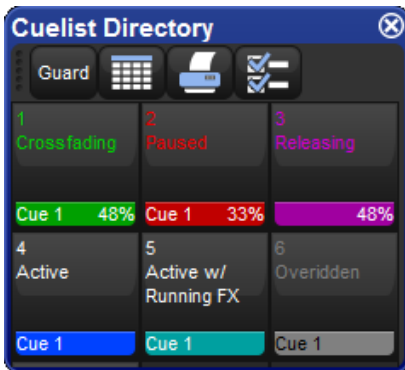 Cuelist Directory
Guard
1 2 3
Crossfading Paused Releasing
Cue 1 48% Cue 1 33% 48%
4 5 6
Active Active w/ Overidden
Running FX
Cue 1 Cue 1 Cue 1